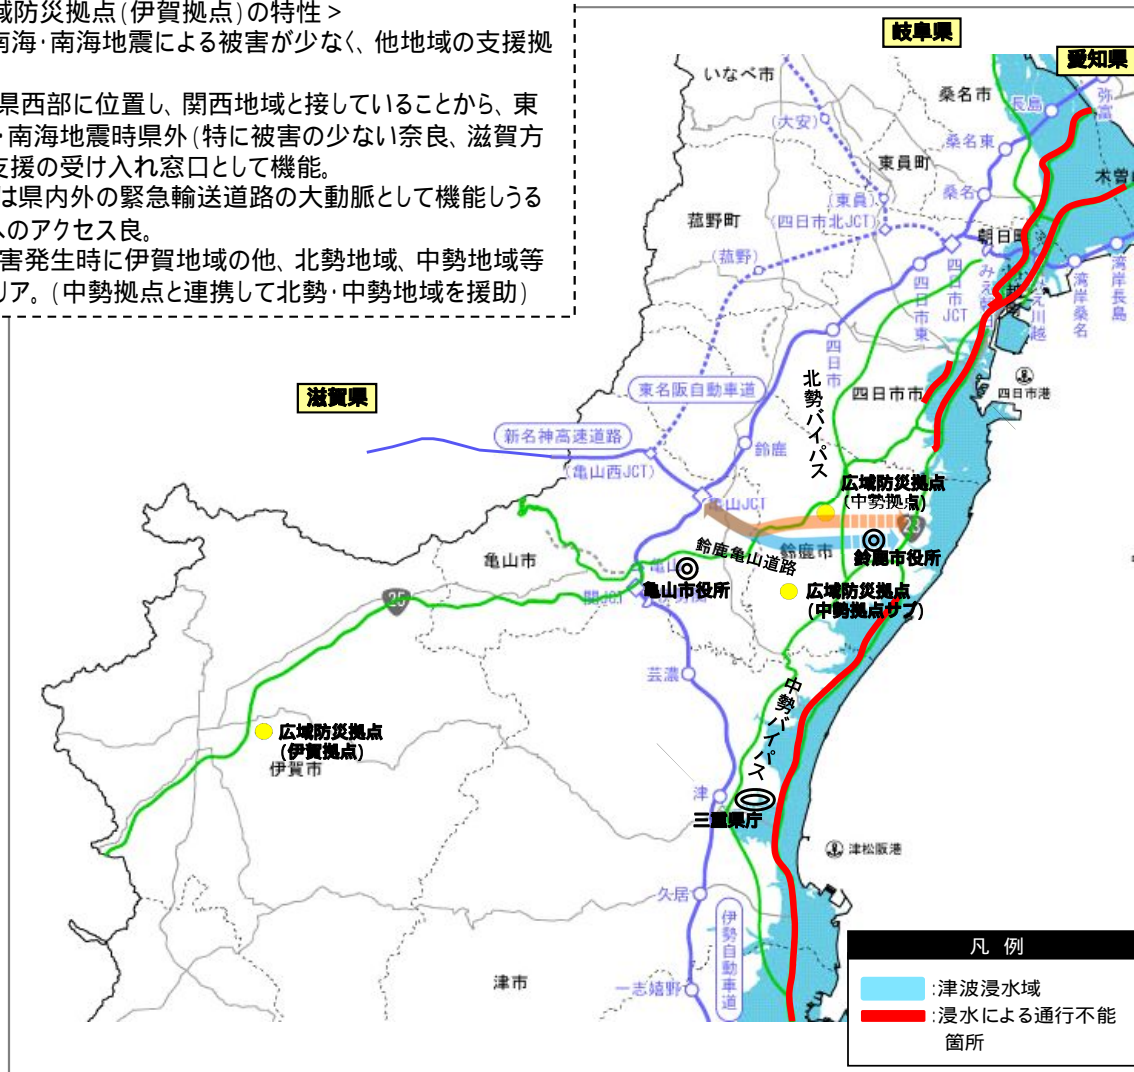 域防災拠点(伊賀拠点)の特性>
南海・南海地震による被害が少なく、他地域の支援拠
県西部に位置し、関西地域と接していることから、東
・南海地震時県外(特に被害の少ない奈良、滋賀方
支援の受け入れ窓口として機能。
は県内外の緊急輸送道路の大動脈として機能しうる
へのアクセス良。
害発生時に伊賀地域の他、北勢地域、中勢地域等
リア。(中勢拠点と連携して北勢・中勢地域を援助)
岐阜県
愛知県
いなべ市
桑名市
長島
弥富
(大安)
桑名東
東員町
木曽
(東員)
桑名
菰野町
(四日市北JCT)
朝日町
(菰野)
四日市JCT
四日市東
みえ川越
湾岸桑名
湾岸長島
四日市
滋賀県
東名阪自動車道
北勢バイパス
四日市市
四日市港
新名神高速道路
鈴鹿
(亀山西JCT)
広域防災拠点
(中勢拠点)
亀山JCT
23
亀山市
鈴鹿亀山道路
鈴鹿市
鈴鹿市役所
亀山
亀山市役所
関JCT
広域防災拠点
(中勢拠点サブ)
25
芸濃
中勢バイパス
広域防災拠点
(伊賀拠点)
伊賀市
津
三重県庁
津松阪港
久居
伊勢自動車道
津市
一志嬉野
凡 例
:津波浸水域
:浸水による通行不能
箇所